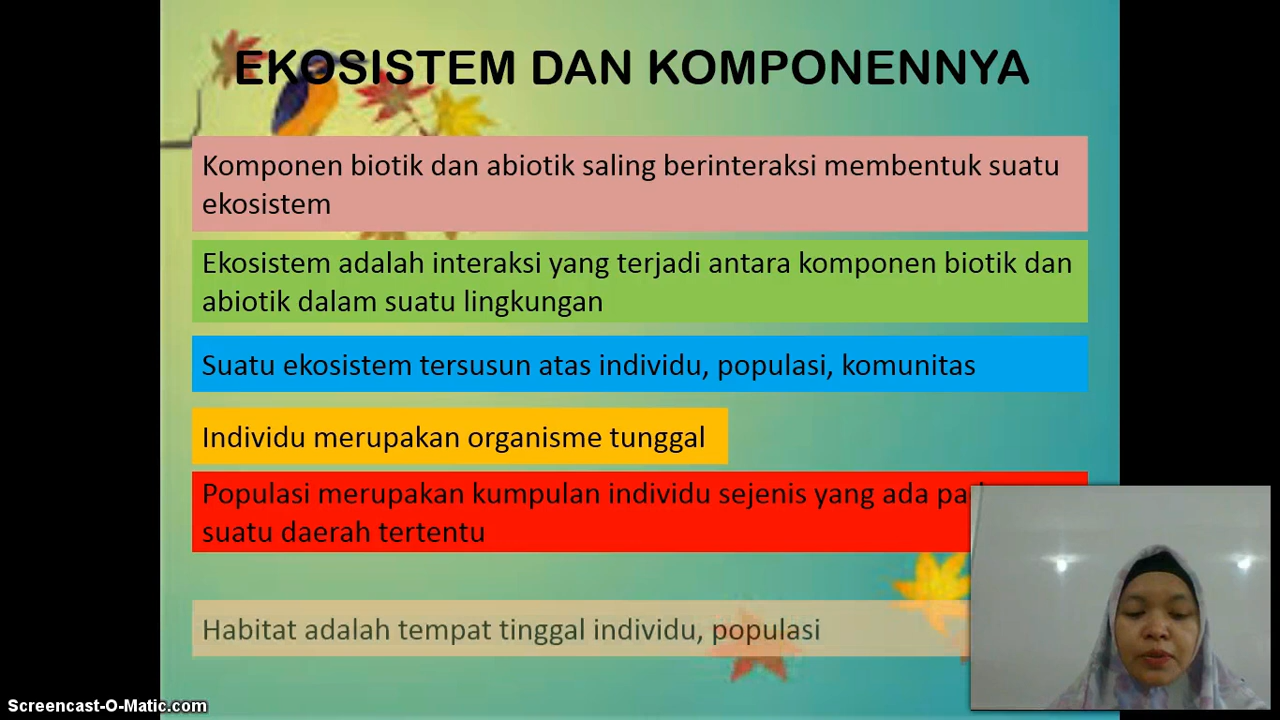 EKOSISTEM DAN KOMPONENNYA
Komponen biotik dan abiotik saling berinteraksi membentuk suatu
ekosistem
Ekosistem adalah interaksi yang terjadi antara komponen biotik dan
abiotik dalam suatu lingkungan
Suatu ekosistem tersusun atas individu, populasi, komunitas
Individu merupakan organisme tunggal
Populasi merupakan kumpulan individu sejenis yang ada
suatu daerah tertentu
Habitat adalah tempat tinggal individu, populasi
Screencast-O-Matic.com